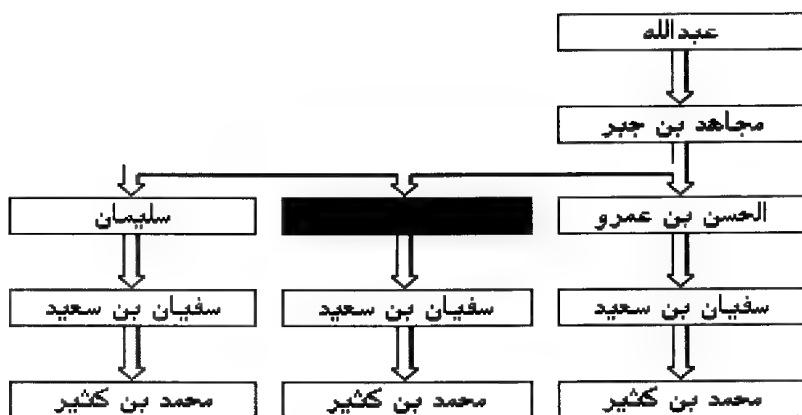 عبدالله
مجاهد بن جبر
الحسن بن عمرو
سليمان
سفيان بن سعيد
سفيان بن سعيد
سفيان بن سعيد
محمد بن كثير
محمد بن كثير
محمد بن كثير